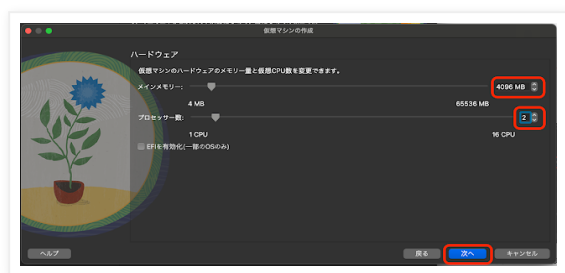 仮想マシンの作成
ハードウェア
仮想マシンのハードウェアのメモリー量と仮想CPU数を変更できます。
メインメモリー:
4096 MB
4 MB
65536 MB
プロセッサー数:
2
1 CPU
16 CPU
EFIを有効化(一部のOSのみ)
ヘルプ
戻る
次へ
キャンセル